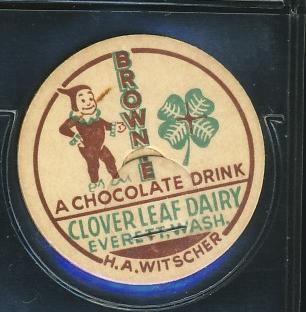 BROWNIE
A CHOCOLATE DRINK
CLOVER LEAF DAIRY
EVERETT. WASH.
H.A. WITSCHER